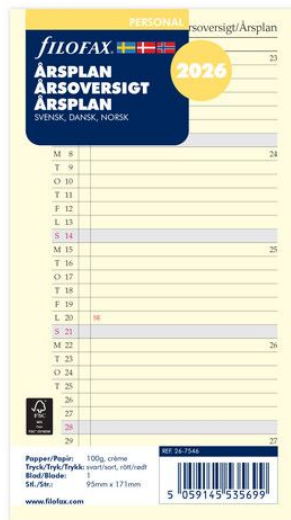 PERSONAL
rsoversigt/Årsplan
filofax
2026
ÅRSPLAN
ÅRSOVERSIGT
ÅRSPLAN
SVENSK, DANSK, NORSK
23
M 8 24
T 9
O 10
T 11
F 12
L 13
S 14
M 15 25
T 16
O 17
T 18
F 19
L 20 SE
S 21
M 22 26
T 23
O 24
T 25
26
27
28
29 27
FSC
Papper/Papir: 100g, crème
Tryck/Tryk/Trykk: svart/sort, rött/rødt
Blad/Blade: 1
Stl./Str.: 95mm x 171mm
www.filofax.com
REF. 26-7546
5 059145 535699